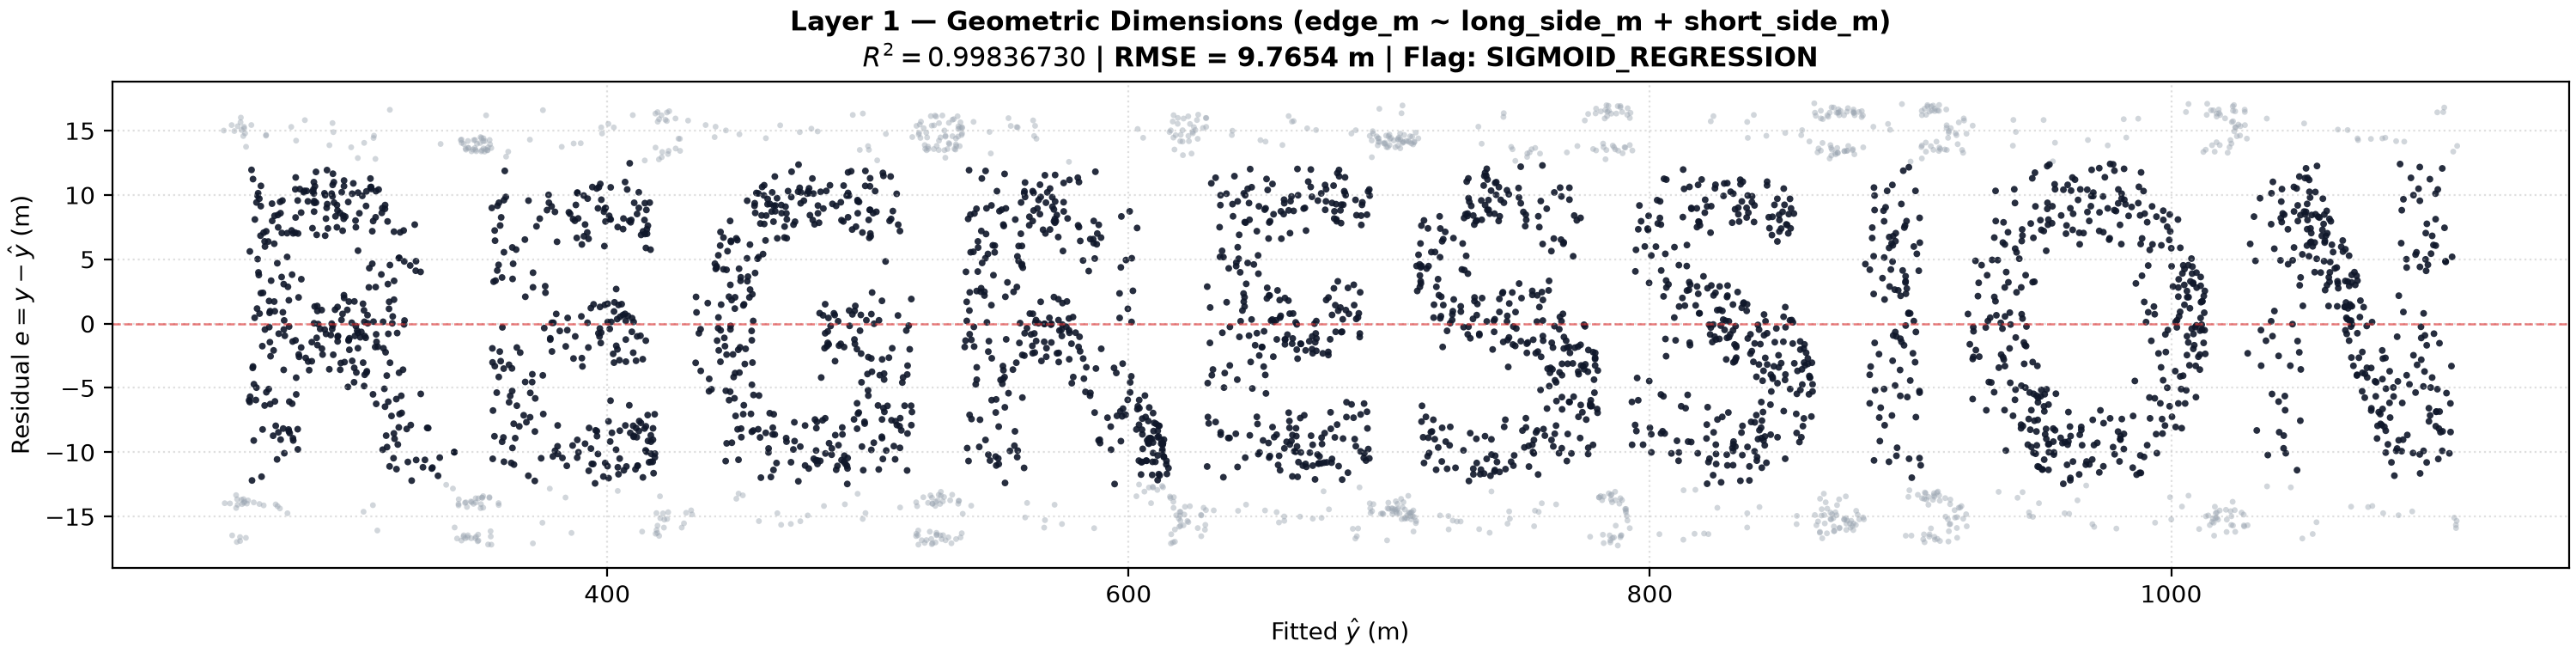 Layer 1 — Geometric Dimensions (edge_m ~ long_side_m + short_side_m)
R² = 0.99836730 | RMSE = 9.7654 m | Flag: SIGMOID_REGRESSION
Residual e = y − ŷ (m)
15
10
5
0
−5
−10
−15
REGRESSION
400
600
800
1000
Fitted ŷ (m)